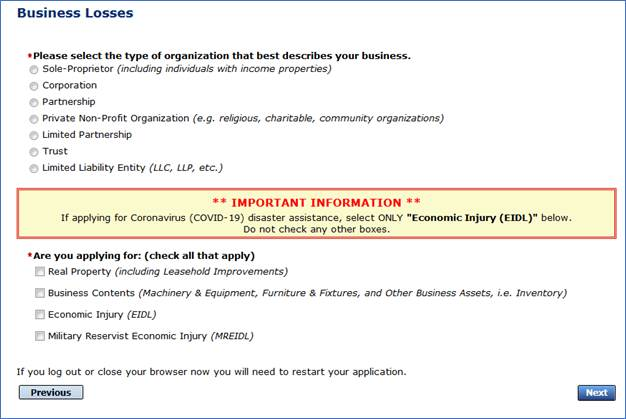 Business Losses
*Please select the type of organization that best describes your business.
Sole-Proprietor (including individuals with income properties)
Corporation
Partnership
Private Non-Profit Organization (e.g. religious, charitable, community organizations)
Limited Partnership
Trust
Limited Liability Entity (LLC, LLP, etc.)
** IMPORTANT INFORMATION **
If applying for Coronavirus (COVID-19) disaster assistance, select ONLY "Economic Injury (EIDL)" below.
Do not check any other boxes.
*Are you applying for: (check all that apply)
Real Property (including Leasehold Improvements)
Business Contents (Machinery & Equipment, Furniture & Fixtures, and Other Business Assets, i.e. Inventory)
Economic Injury (EIDL)
Military Reservist Economic Injury (MREIDL)
If you log out or close your browser now you will need to restart your application.
Previous
Next